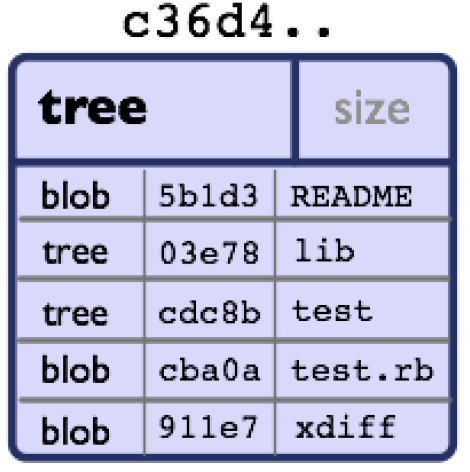 c36d4..
tree size
blob 5b1d3 README
tree 03e78 lib
tree cdc8b test
blob cba0a test.rb
blob 911e7 xdiff